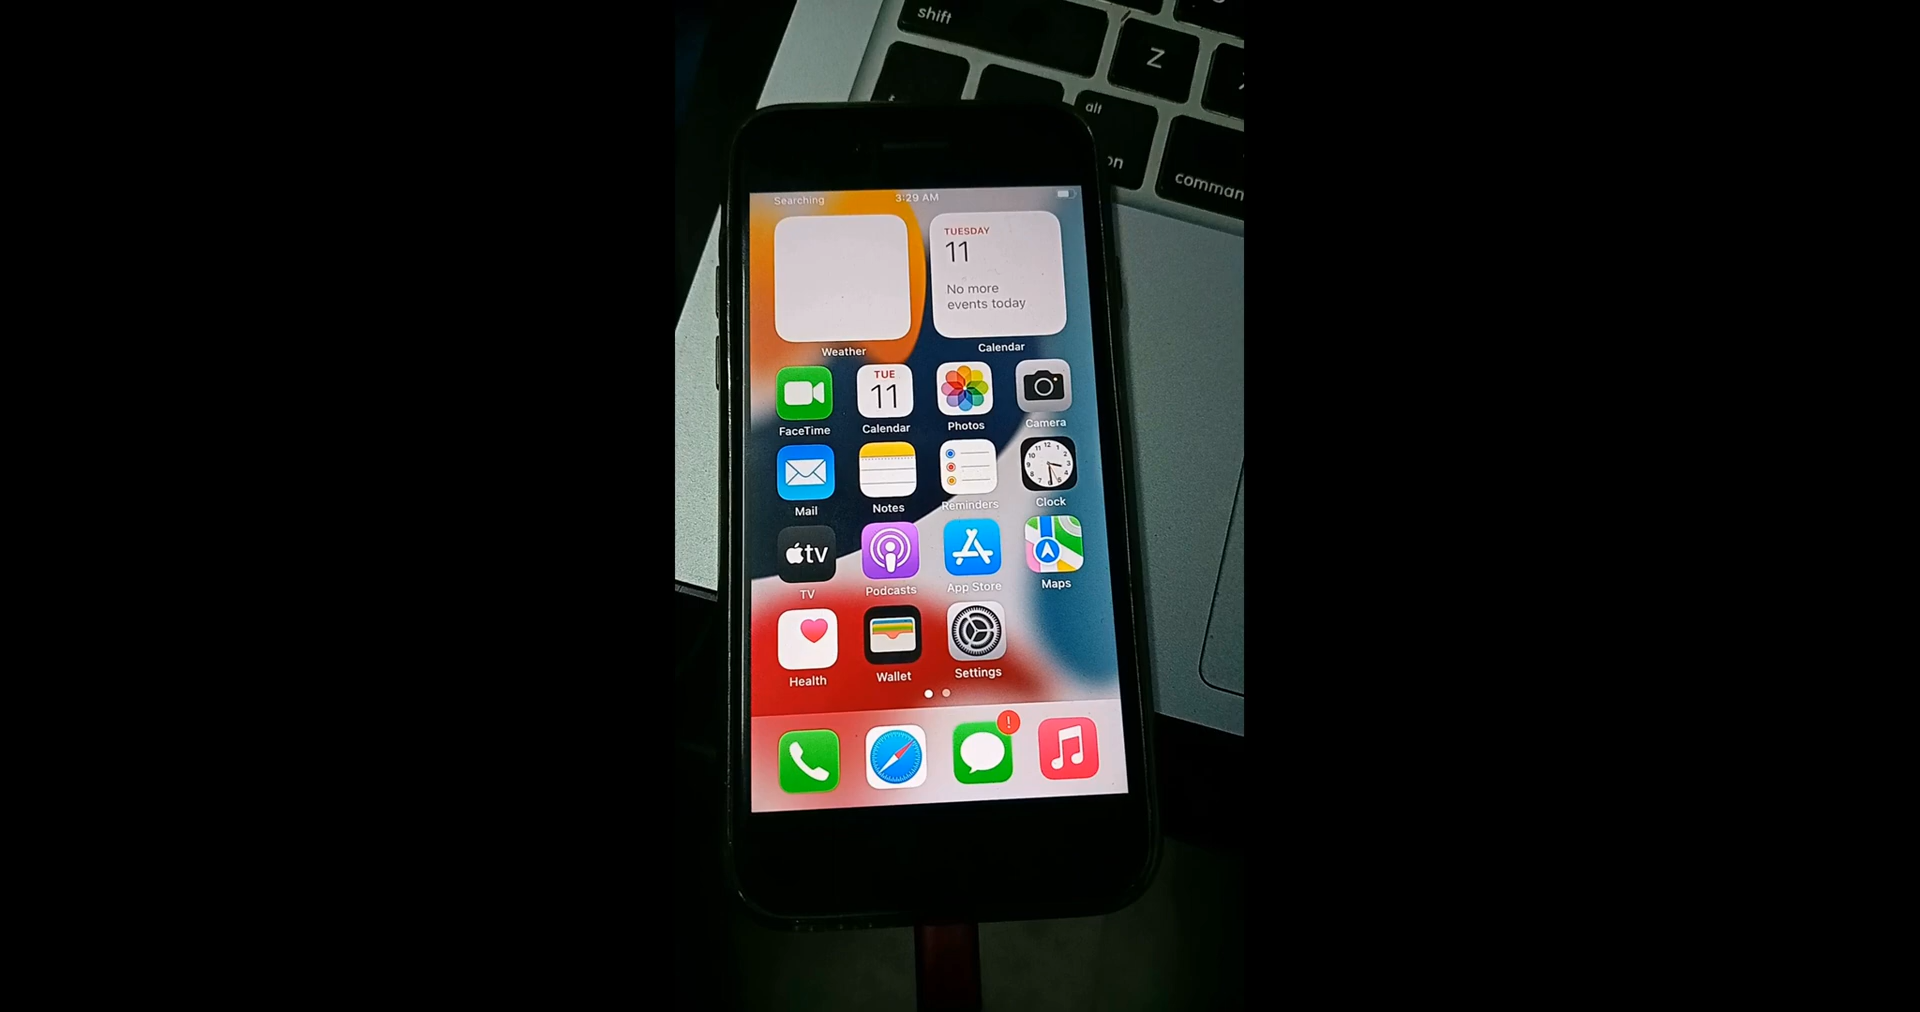 shift
Z
alt
on
comman
Searching
3:29 AM
TUESDAY
11
No more
events today
Weather
Calendar
TUE
11
FaceTime
Calendar
Photos
Camera
Mail
Notes
Reminders
Clock
tv
TV
Podcasts
App Store
Maps
Health
Wallet
Settings
!